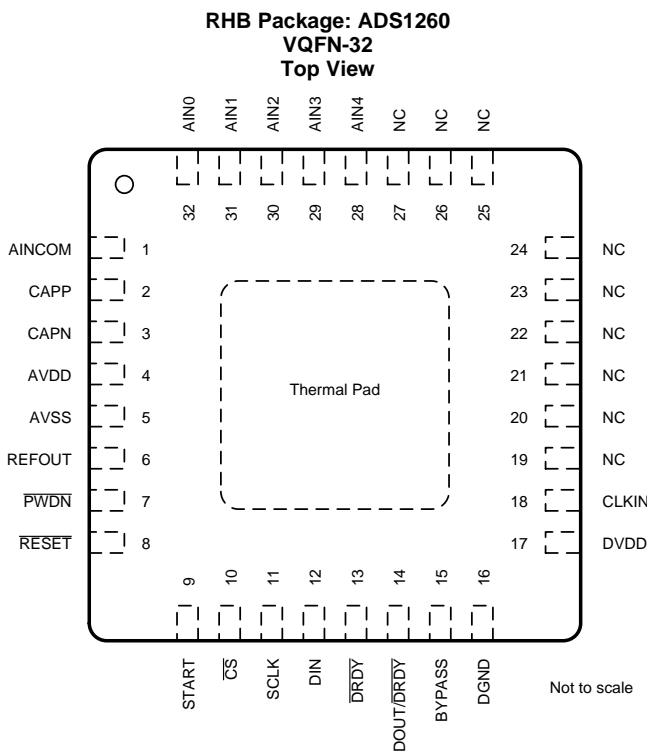 RHB Package: ADS1260
VQFN-32
Top View
AIN0
AIN1
AIN2
AIN3
AIN4
NC
NC
NC
32
31
30
29
28
27
26
25
AINCOM 1
CAPP 2
CAPN 3
AVDD 4
AVSS 5
REFOUT 6
PWDN 7
RESET 8
24 NC
23 NC
22 NC
21 NC
20 NC
19 NC
18 CLKIN
17 DVDD
Thermal Pad
9
10
11
12
13
14
15
16
START
CS
SCLK
DIN
DRDY
DOUT/DRDY
BYPASS
DGND
Not to scale